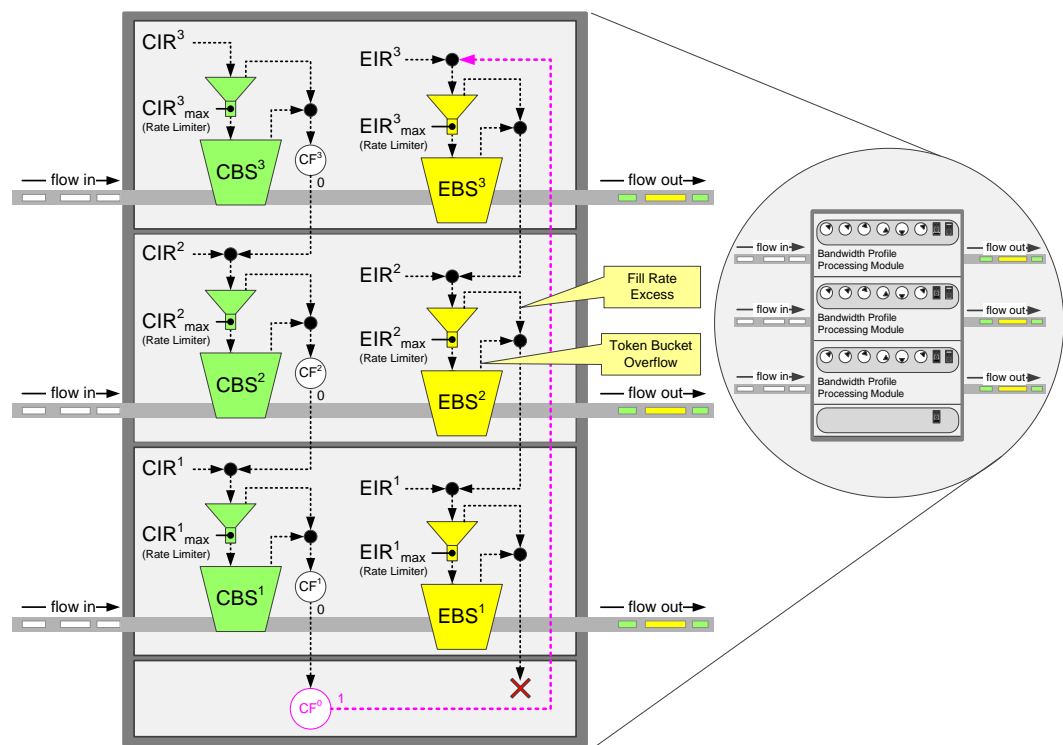 CIR³
EIR³
CIR³max
(Rate Limiter)
EIR³max
(Rate Limiter)
CF³
CBS³
EBS³
0
flow in
flow out
CIR²
EIR²
Fill Rate
Excess
CIR²max
(Rate Limiter)
EIR²max
(Rate Limiter)
Token Bucket
Overflow
CF²
CBS²
EBS²
0
flow in
flow out
CIR¹
EIR¹
CIR¹max
(Rate Limiter)
EIR¹max
(Rate Limiter)
CF¹
CBS¹
EBS¹
0
flow in
flow out
CF⁰
1
flow in
Bandwidth Profile
Processing Module
flow out
flow in
Bandwidth Profile
Processing Module
flow out
flow in
Bandwidth Profile
Processing Module
flow out